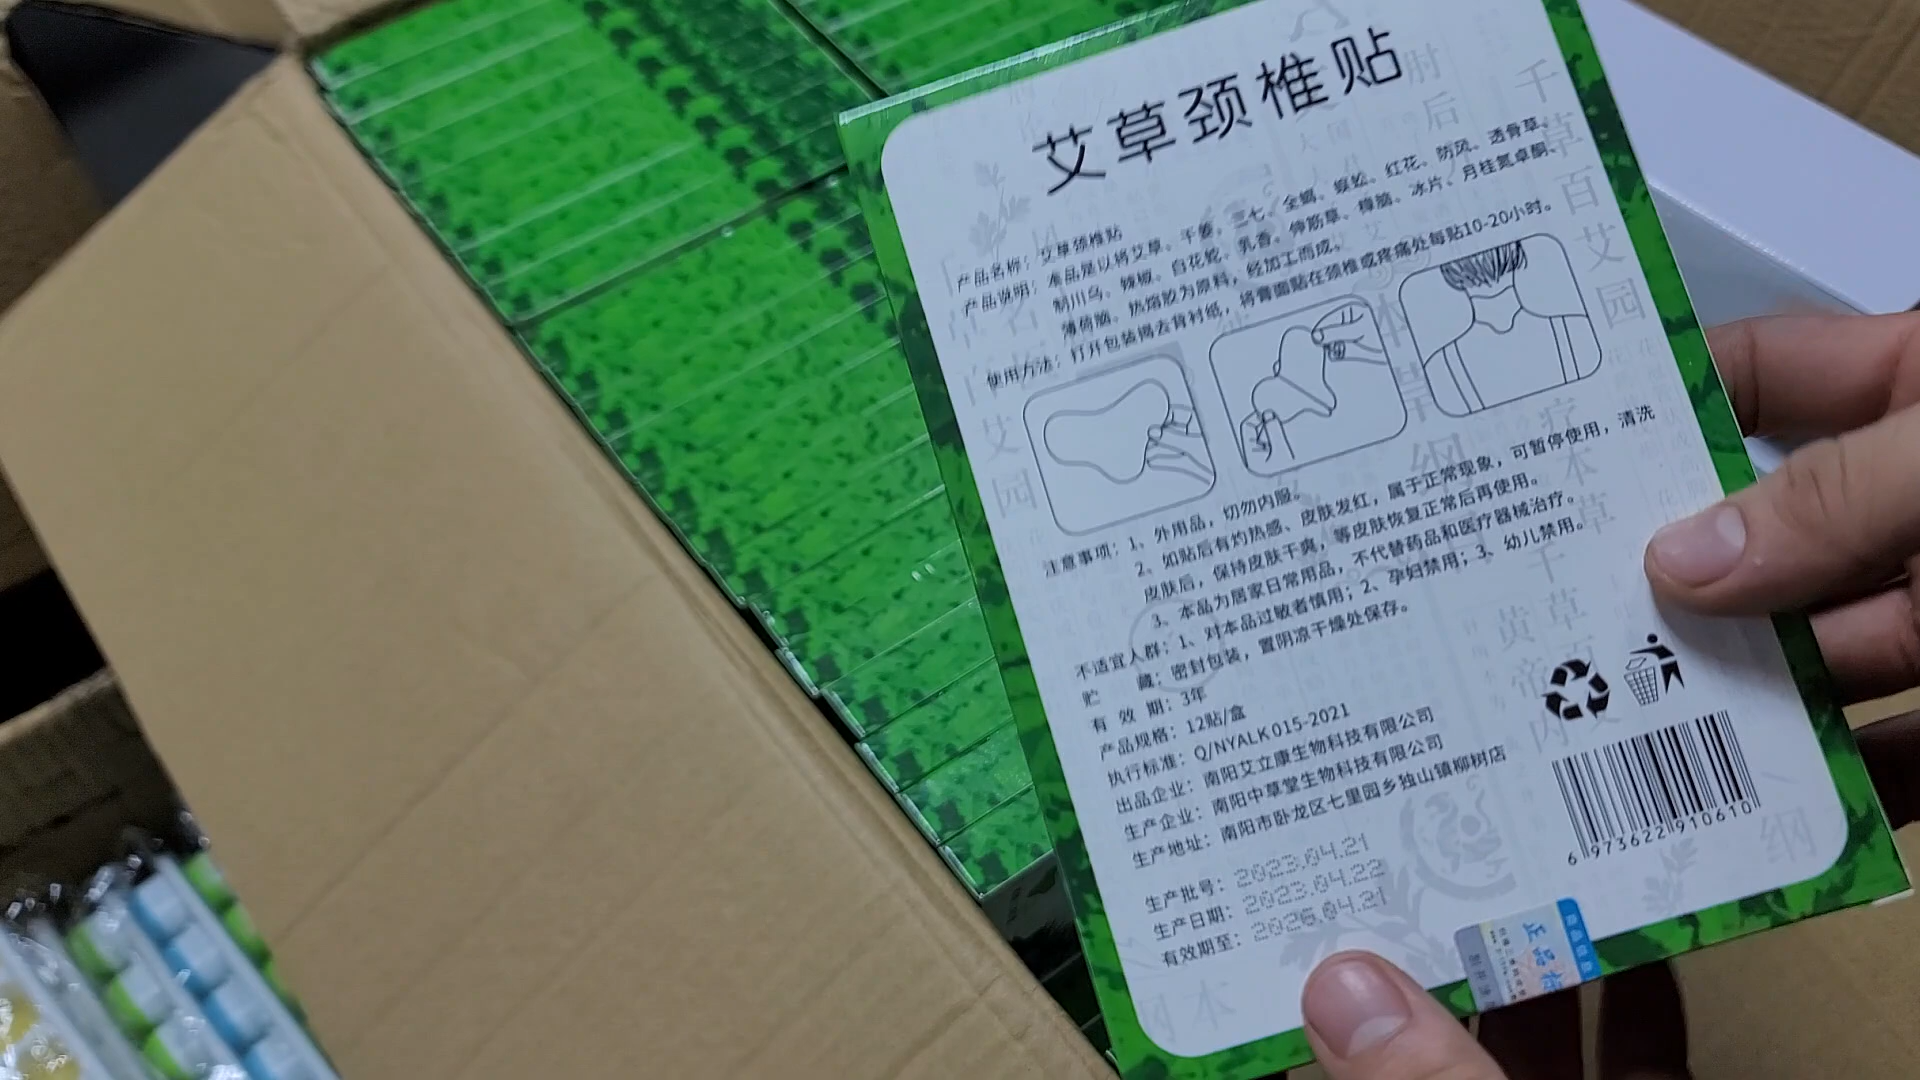 艾草颈椎贴
产品名称：艾草颈椎贴
产品说明：本品是以将艾草、干姜、三七、全蝎、蜈蚣、红花、防风、透骨草、
制川乌、辣椒、白花蛇、乳香、伸筋草、樟脑、冰片、月桂氮卓酮、
薄荷脑、热熔胶为原料，经加工而成。
使用方法：打开包装揭去背衬纸，将膏面贴在颈椎或疼痛处每贴10-20小时。
注意事项：1、外用品，切勿内服。
2、如贴后有灼热感、皮肤发红，属于正常现象，可暂停使用，清洗
皮肤后，保持皮肤干爽，等皮肤恢复正常后再使用。
3、本品为居家日常用品，不代替药品和医疗器械治疗。
不适宜人群：1、对本品过敏者慎用；2、孕妇禁用；3、幼儿禁用。
贮 藏：密封包装，置阴凉干燥处保存。
有 效 期：3年
产品规格：12贴/盒
执行标准：Q/NYALK015-2021
出品企业：南阳艾立康生物科技有限公司
生产企业：南阳中草堂生物科技有限公司
生产地址：南阳市卧龙区七里园乡独山镇柳树店
生产批号：2023.04.21
生产日期：2023.04.22
有效期至：2026.04.21
6 973622 910610
正品